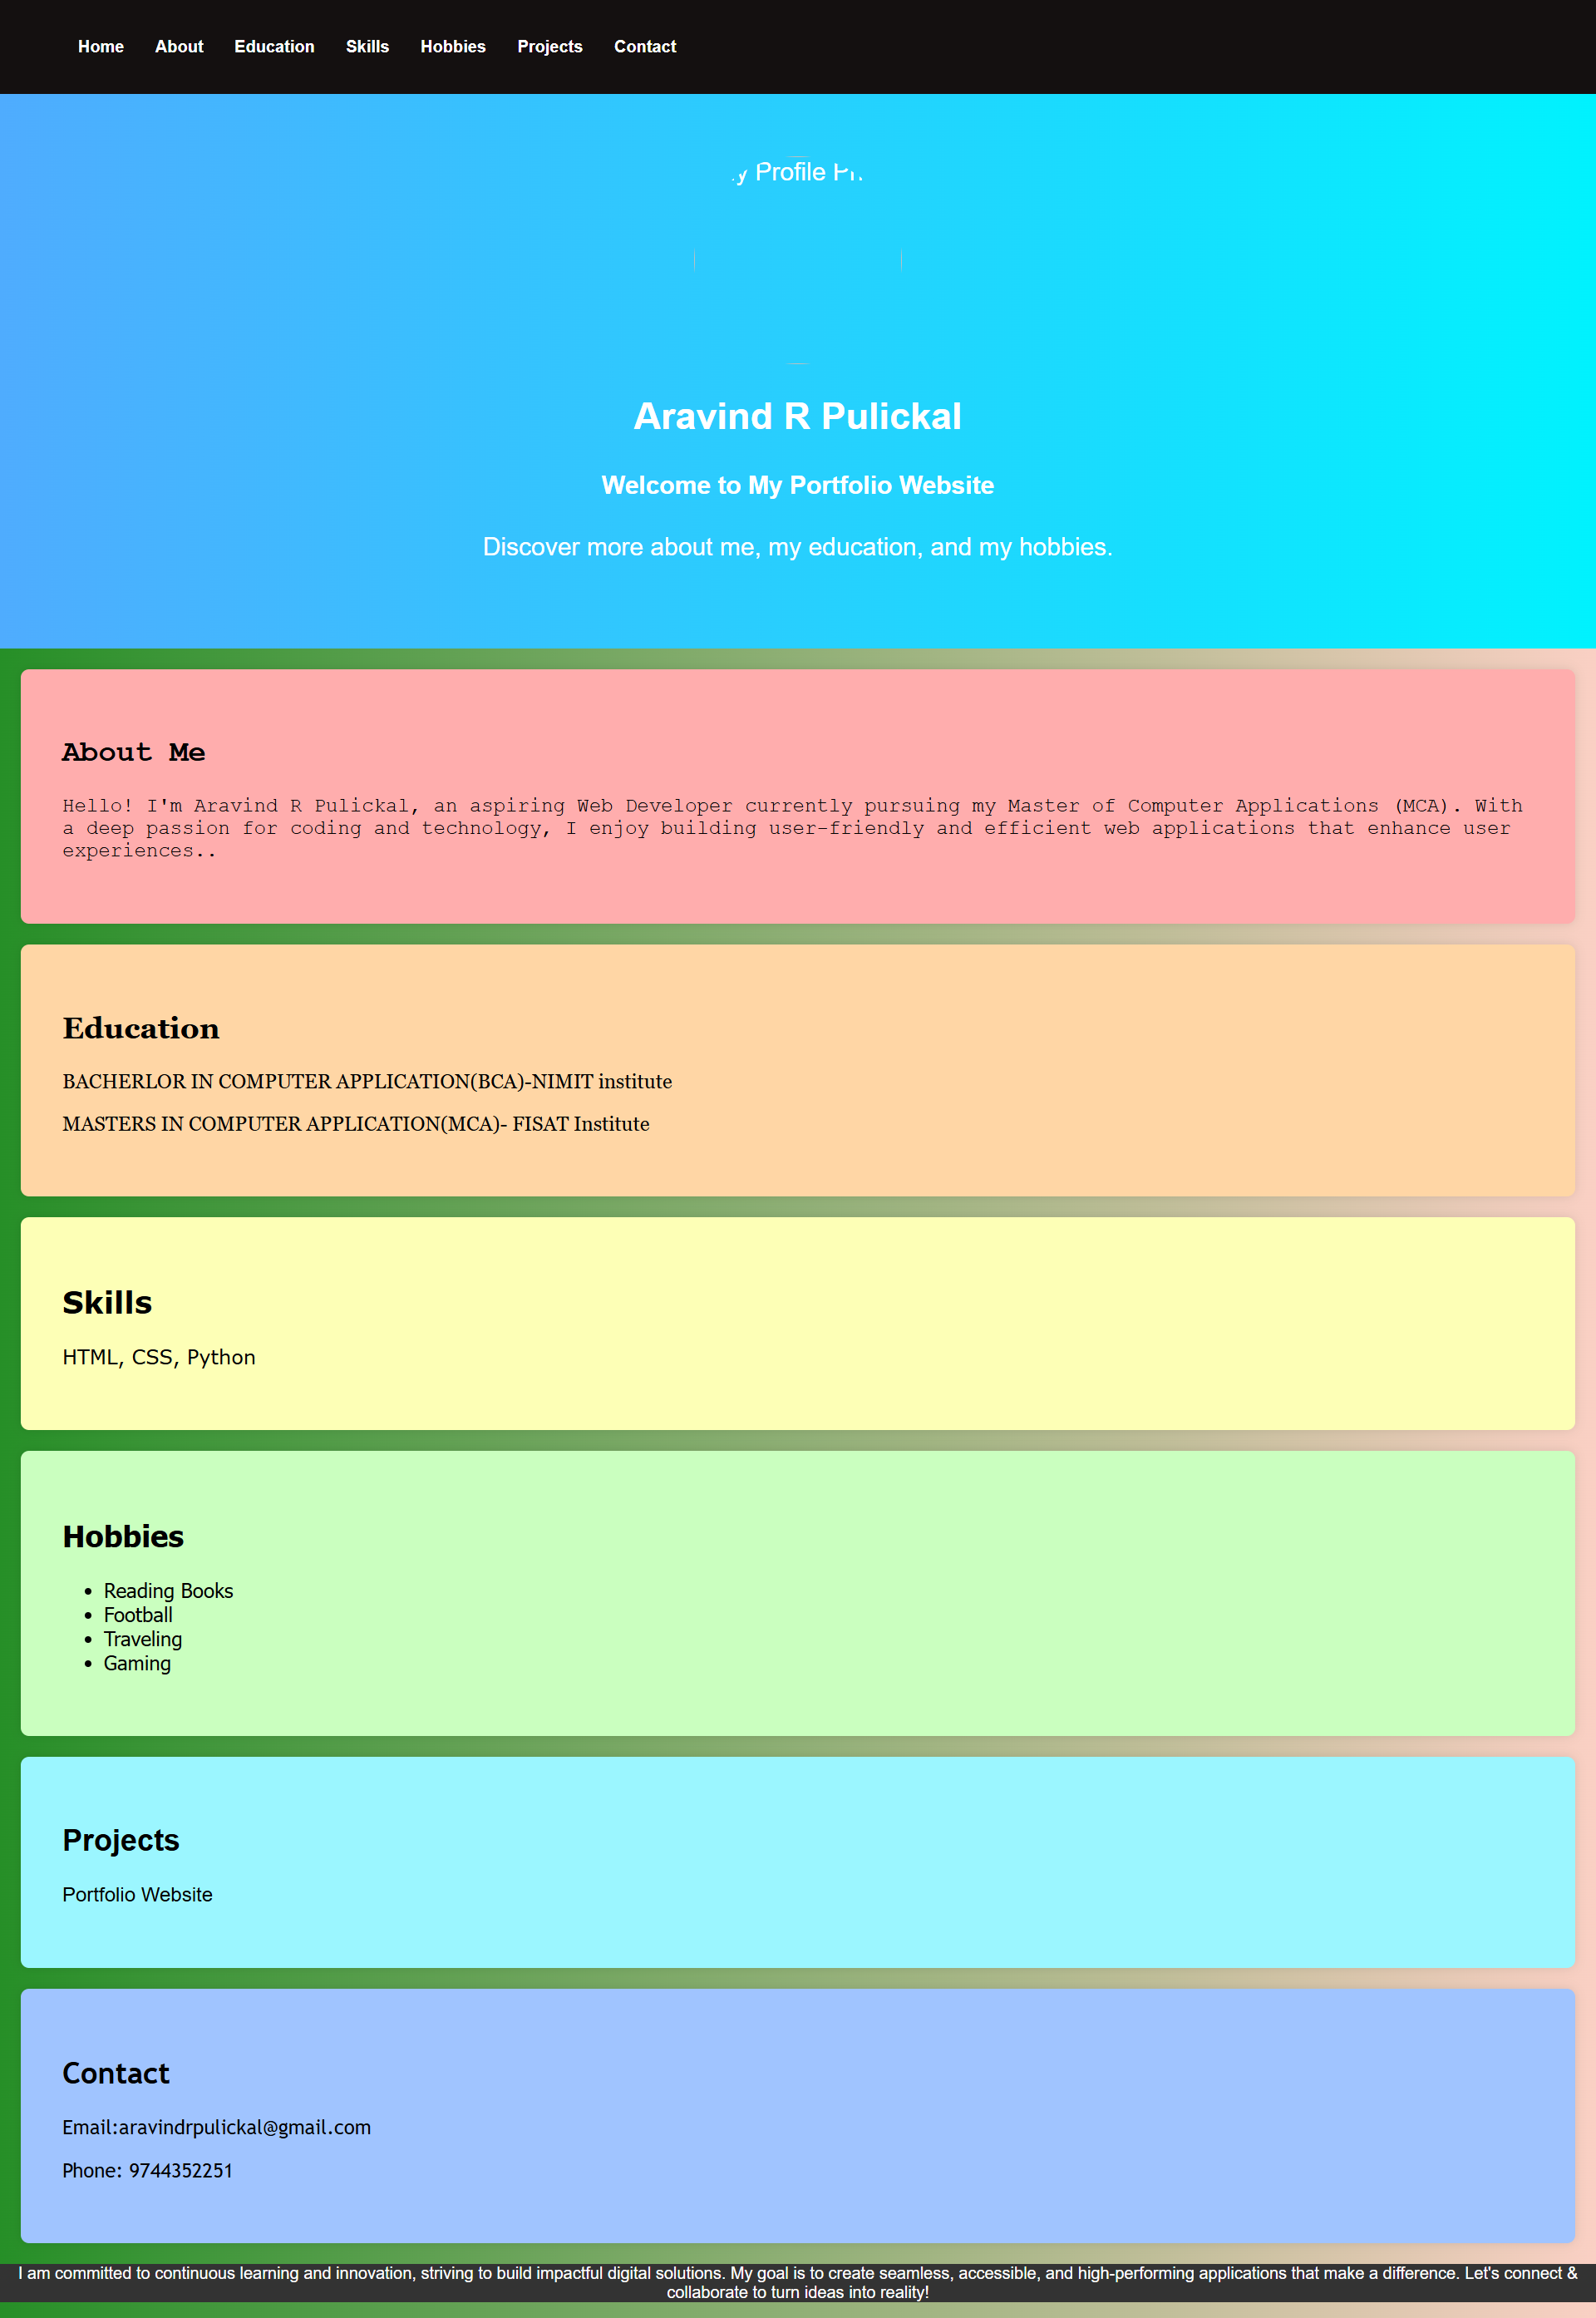 Home About Education Skills Hobbies Projects Contact
y Profile
Aravind R Pulickal
Welcome to My Portfolio Website
Discover more about me, my education, and my hobbies.
About Me
Hello! I'm Aravind R Pulickal, an aspiring Web Developer currently pursuing my Master of Computer Applications (MCA). With
a deep passion for coding and technology, I enjoy building user-friendly and efficient web applications that enhance user
experiences..
Education
BACHERLOR IN COMPUTER APPLICATION(BCA)-NIMIT institute
MASTERS IN COMPUTER APPLICATION(MCA)- FISAT Institute
Skills
HTML, CSS, Python
Hobbies
• Reading Books
• Football
• Traveling
• Gaming
Projects
Portfolio Website
Contact
Email:aravindrpulickal@gmail.com
Phone: 9744352251
I am committed to continuous learning and innovation, striving to build impactful digital solutions. My goal is to create seamless, accessible, and high-performing applications that make a difference. Let's connect &
collaborate to turn ideas into reality!